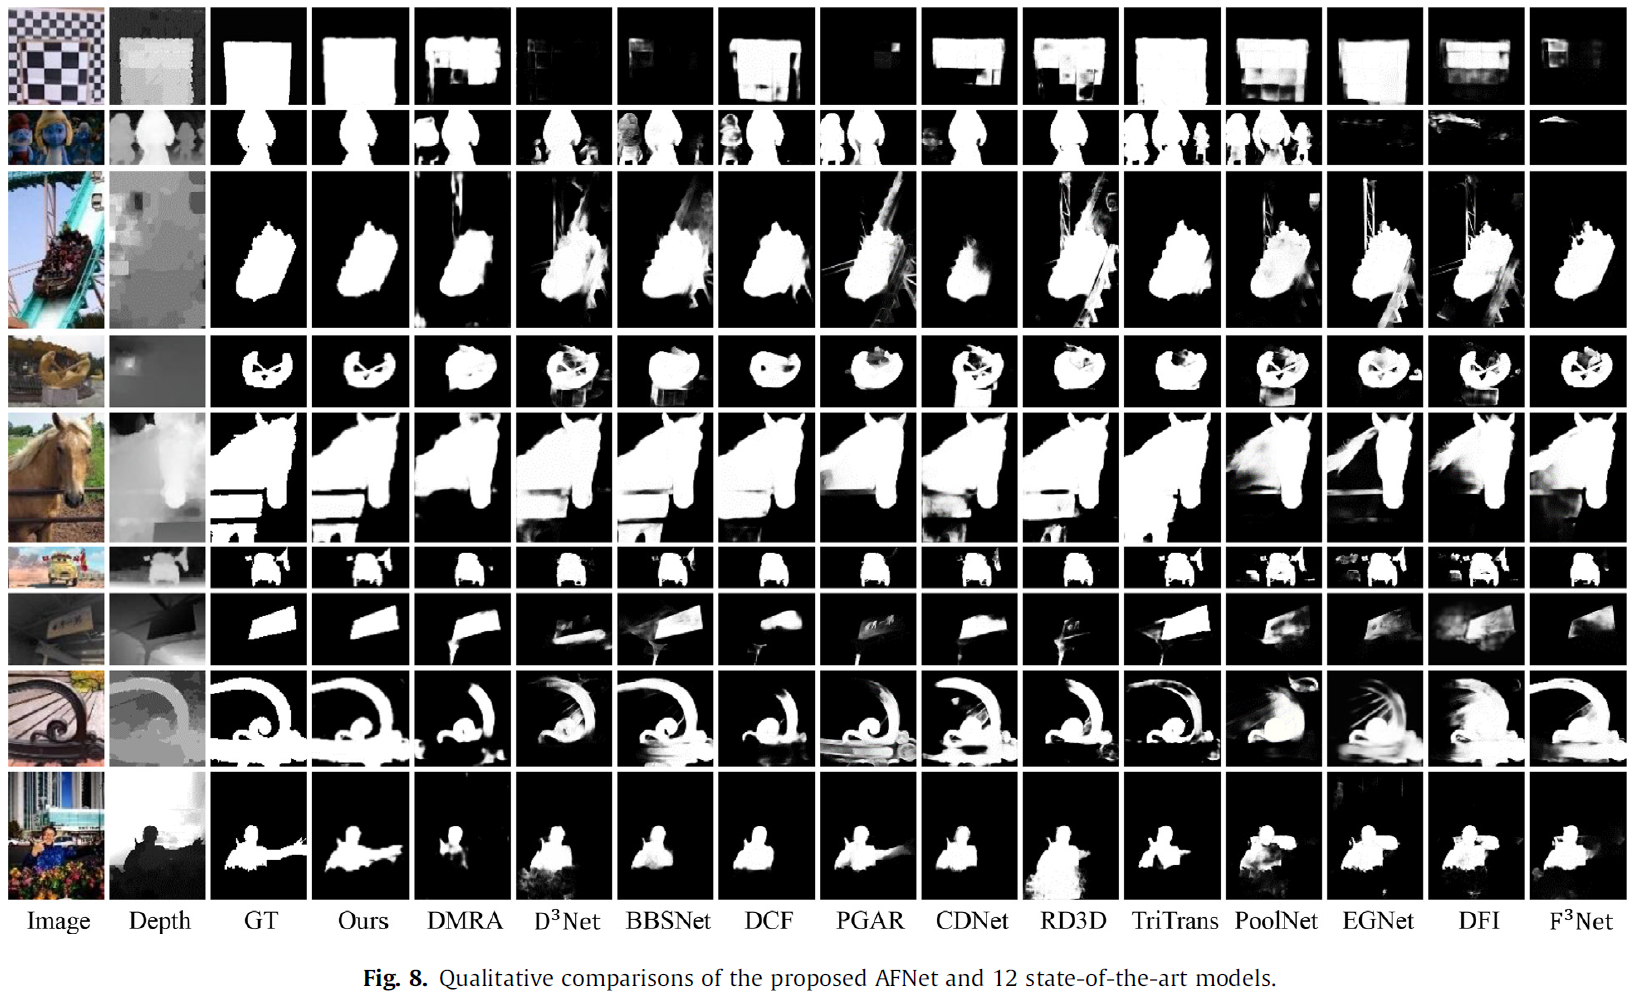 Image Depth GT Ours DMRA D³Net BBSNet DCF PGAR CDNet RD3D TriTrans PoolNet EGNet DFI F³Net
Fig. 8. Qualitative comparisons of the proposed AFNet and 12 state-of-the-art models.